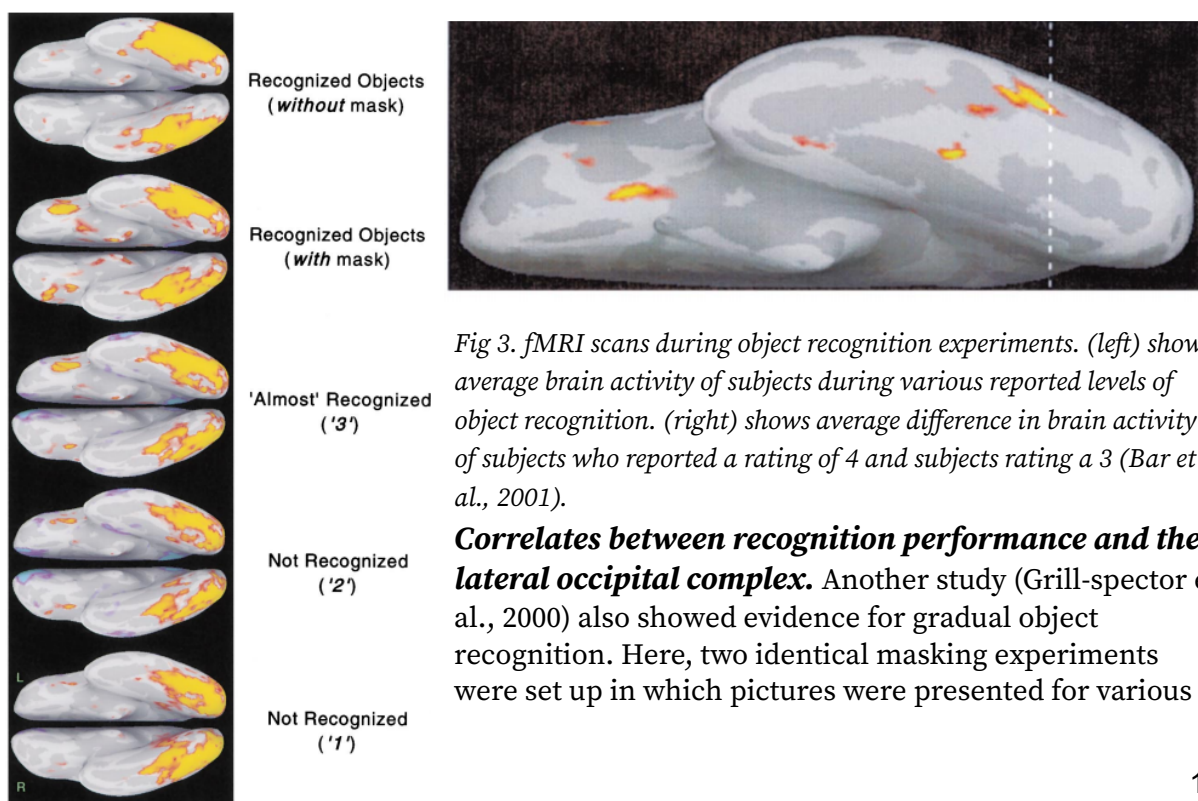 Recognized Objects
(without mask)
Recognized Objects
(with mask)
'Almost' Recognized
('3')
Not Recognized
('2')
L
Not Recognized
('1')
R
Fig 3. fMRI scans during object recognition experiments. (left) show
average brain activity of subjects during various reported levels of
object recognition. (right) shows average difference in brain activity
of subjects who reported a rating of 4 and subjects rating a 3 (Bar et
al., 2001).
Correlates between recognition performance and the
lateral occipital complex. Another study (Grill-spector
al., 2000) also showed evidence for gradual object
recognition. Here, two identical masking experiments
were set up in which pictures were presented for various
1